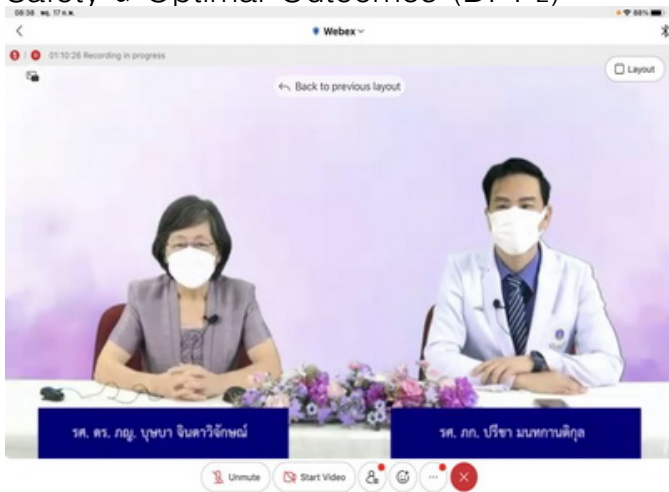 Safety & Optimal Outcomes (BPP2)
08:38 พฤ. 17 ก.พ.
88%
Webex
01:10:26 Recording in progress
Layout
Back to previous layout
รศ. ดร. ภญ. บุษบา จินดาวิจักษณ์
รศ. ภก. ปรีชา มนทกานติกุล
Unmute
Start Video